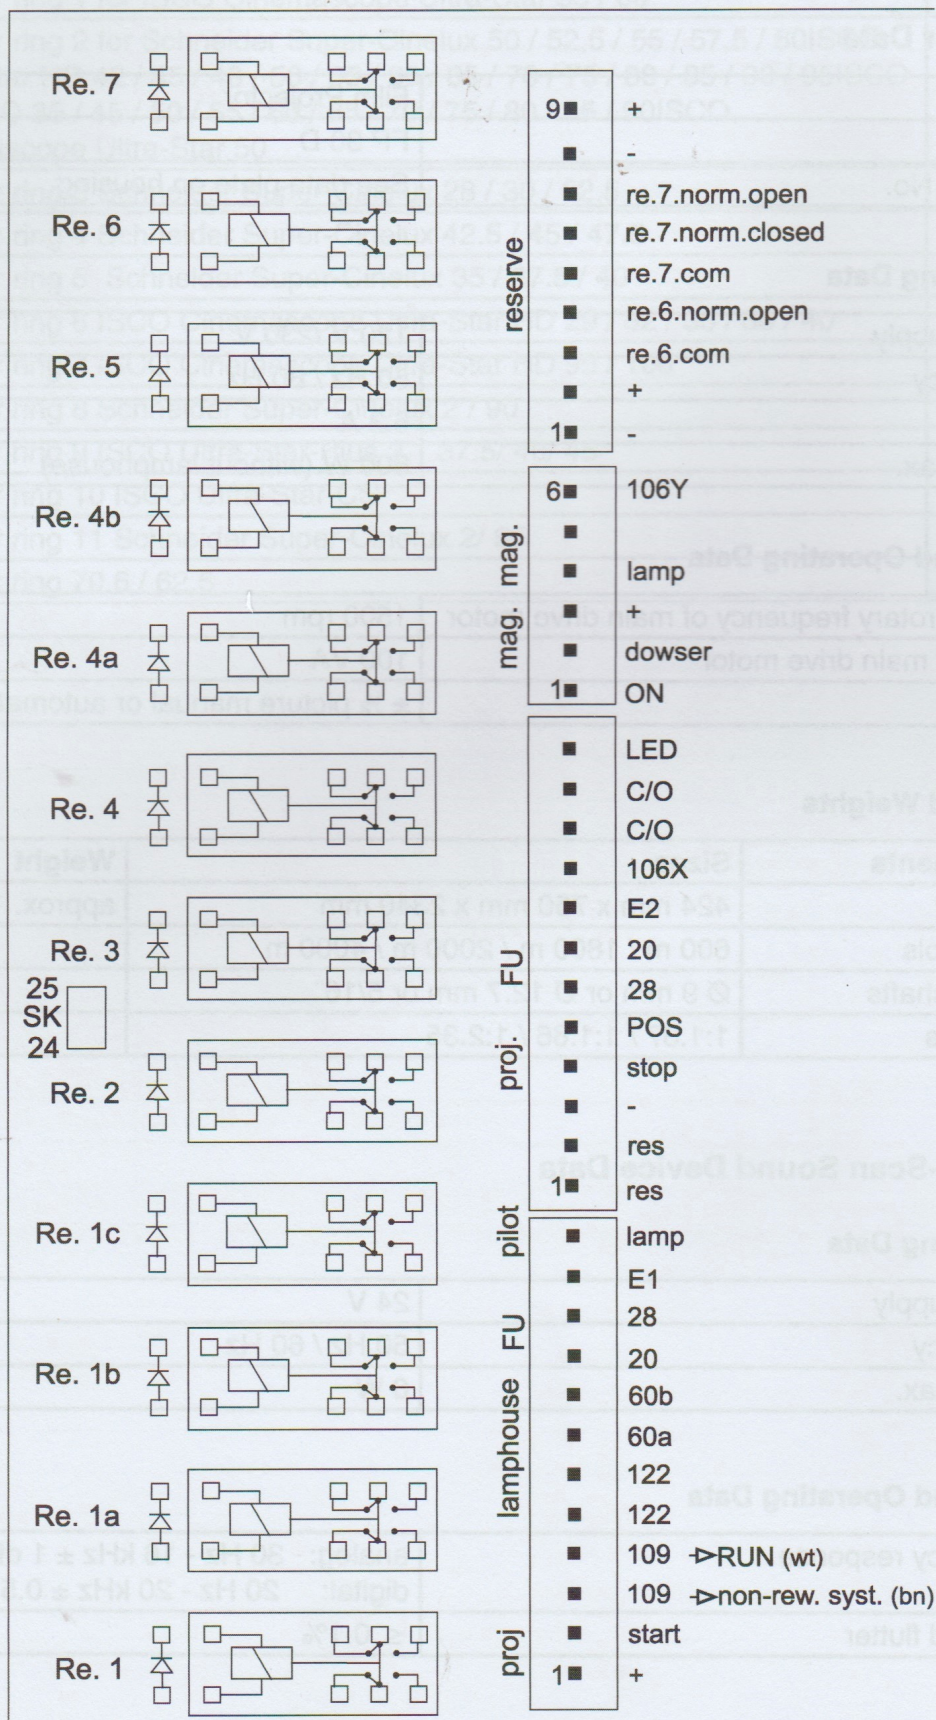 Re. 7
Re.6
Re. 5
Re. 4b
Re. 4a
Re. 4
Re. 3
25
SK
24
Re. 2
Re. 1c
Re. 1b
Re. 1a
Re. 1
reserve
9 +
-
re.7.norm.open
re.7.norm.closed
re.7.com
re.6.norm.open
re.6.com
+
1 -
mag. mag.
6 106Y
lamp
+
dowser
1 ON
proj. FU
LED
C/O
C/O
106X
E2
20
28
POS
stop
-
res
1 res
proj lamphouse FU pilot
lamp
E1
28
20
60b
60a
122
122
109 RUN (wt)
109 non-rew. syst. (bn)
start
1 +